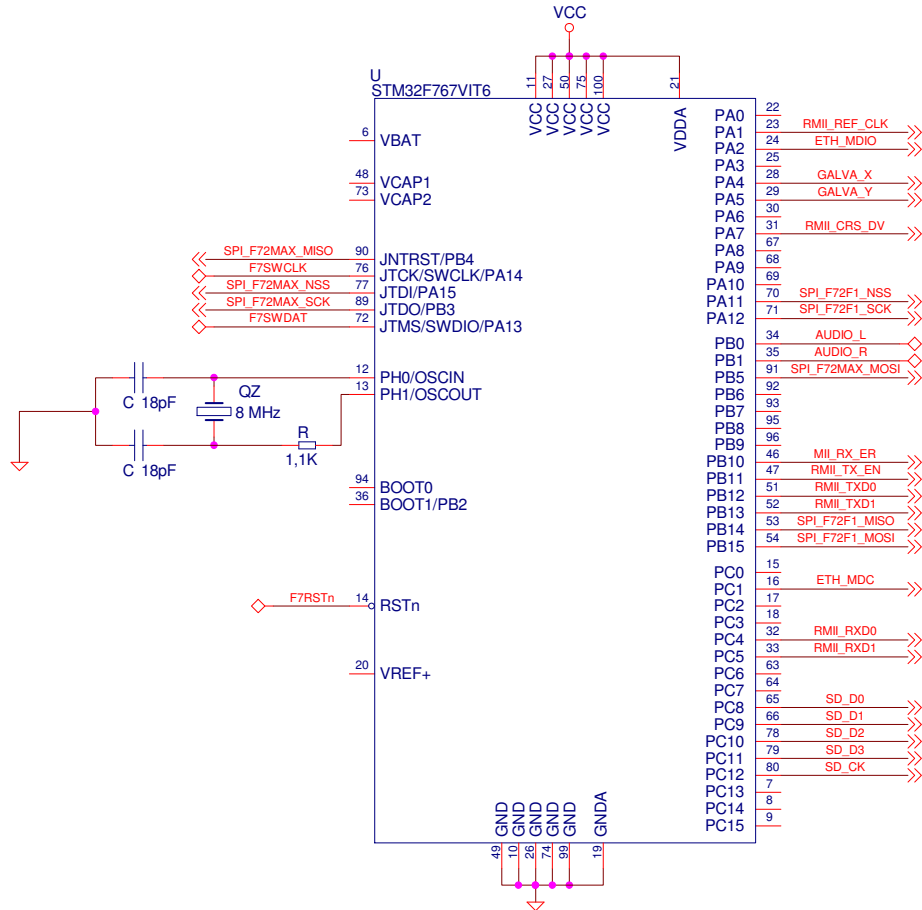 VCC
U
STM32F767VIT6
11
27
50
75
100
21
VCC
VCC
VCC
VCC
VCC
VDDA
6
VBAT
48
VCAP1
73
VCAP2
SPI_F72MAX_MISO
90
JNTRST/PB4
F7SWCLK
76
JTCK/SWCLK/PA14
SPI_F72MAX_NSS
77
JTDI/PA15
SPI_F72MAX_SCK
89
JTDO/PB3
F7SWDAT
72
JTMS/SWDIO/PA13
12
PH0/OSCIN
13
PH1/OSCOUT
C 18pF
QZ
8 MHz
C 18pF
R
1,1K
94
BOOT0
36
BOOT1/PB2
F7RSTn
14
RSTn
20
VREF+
PA0
22
PA1
23
RMII_REF_CLK
PA2
24
ETH_MDIO
PA3
25
PA4
28
GALVA_X
PA5
29
GALVA_Y
PA6
30
PA7
31
RMII_CRS_DV
PA8
67
PA9
68
PA10
69
PA11
70
SPI_F72F1_NSS
PA12
71
SPI_F72F1_SCK
PB0
34
AUDIO_L
PB1
35
AUDIO_R
PB5
91
SPI_F72MAX_MOSI
PB6
92
PB7
93
PB8
95
PB9
96
PB10
46
MII_RX_ER
PB11
47
RMII_TX_EN
PB12
51
RMII_TXD0
PB13
52
RMII_TXD1
PB14
53
SPI_F72F1_MISO
PB15
54
SPI_F72F1_MOSI
PC0
15
PC1
16
ETH_MDC
PC2
17
PC3
18
PC4
32
RMII_RXD0
PC5
33
RMII_RXD1
PC6
63
PC7
64
PC8
65
SD_D0
PC9
66
SD_D1
PC10
78
SD_D2
PC11
79
SD_D3
PC12
80
SD_CK
PC13
7
PC14
8
PC15
9
GND
GND
GND
GND
GND
GNDA
49
10
26
74
99
19